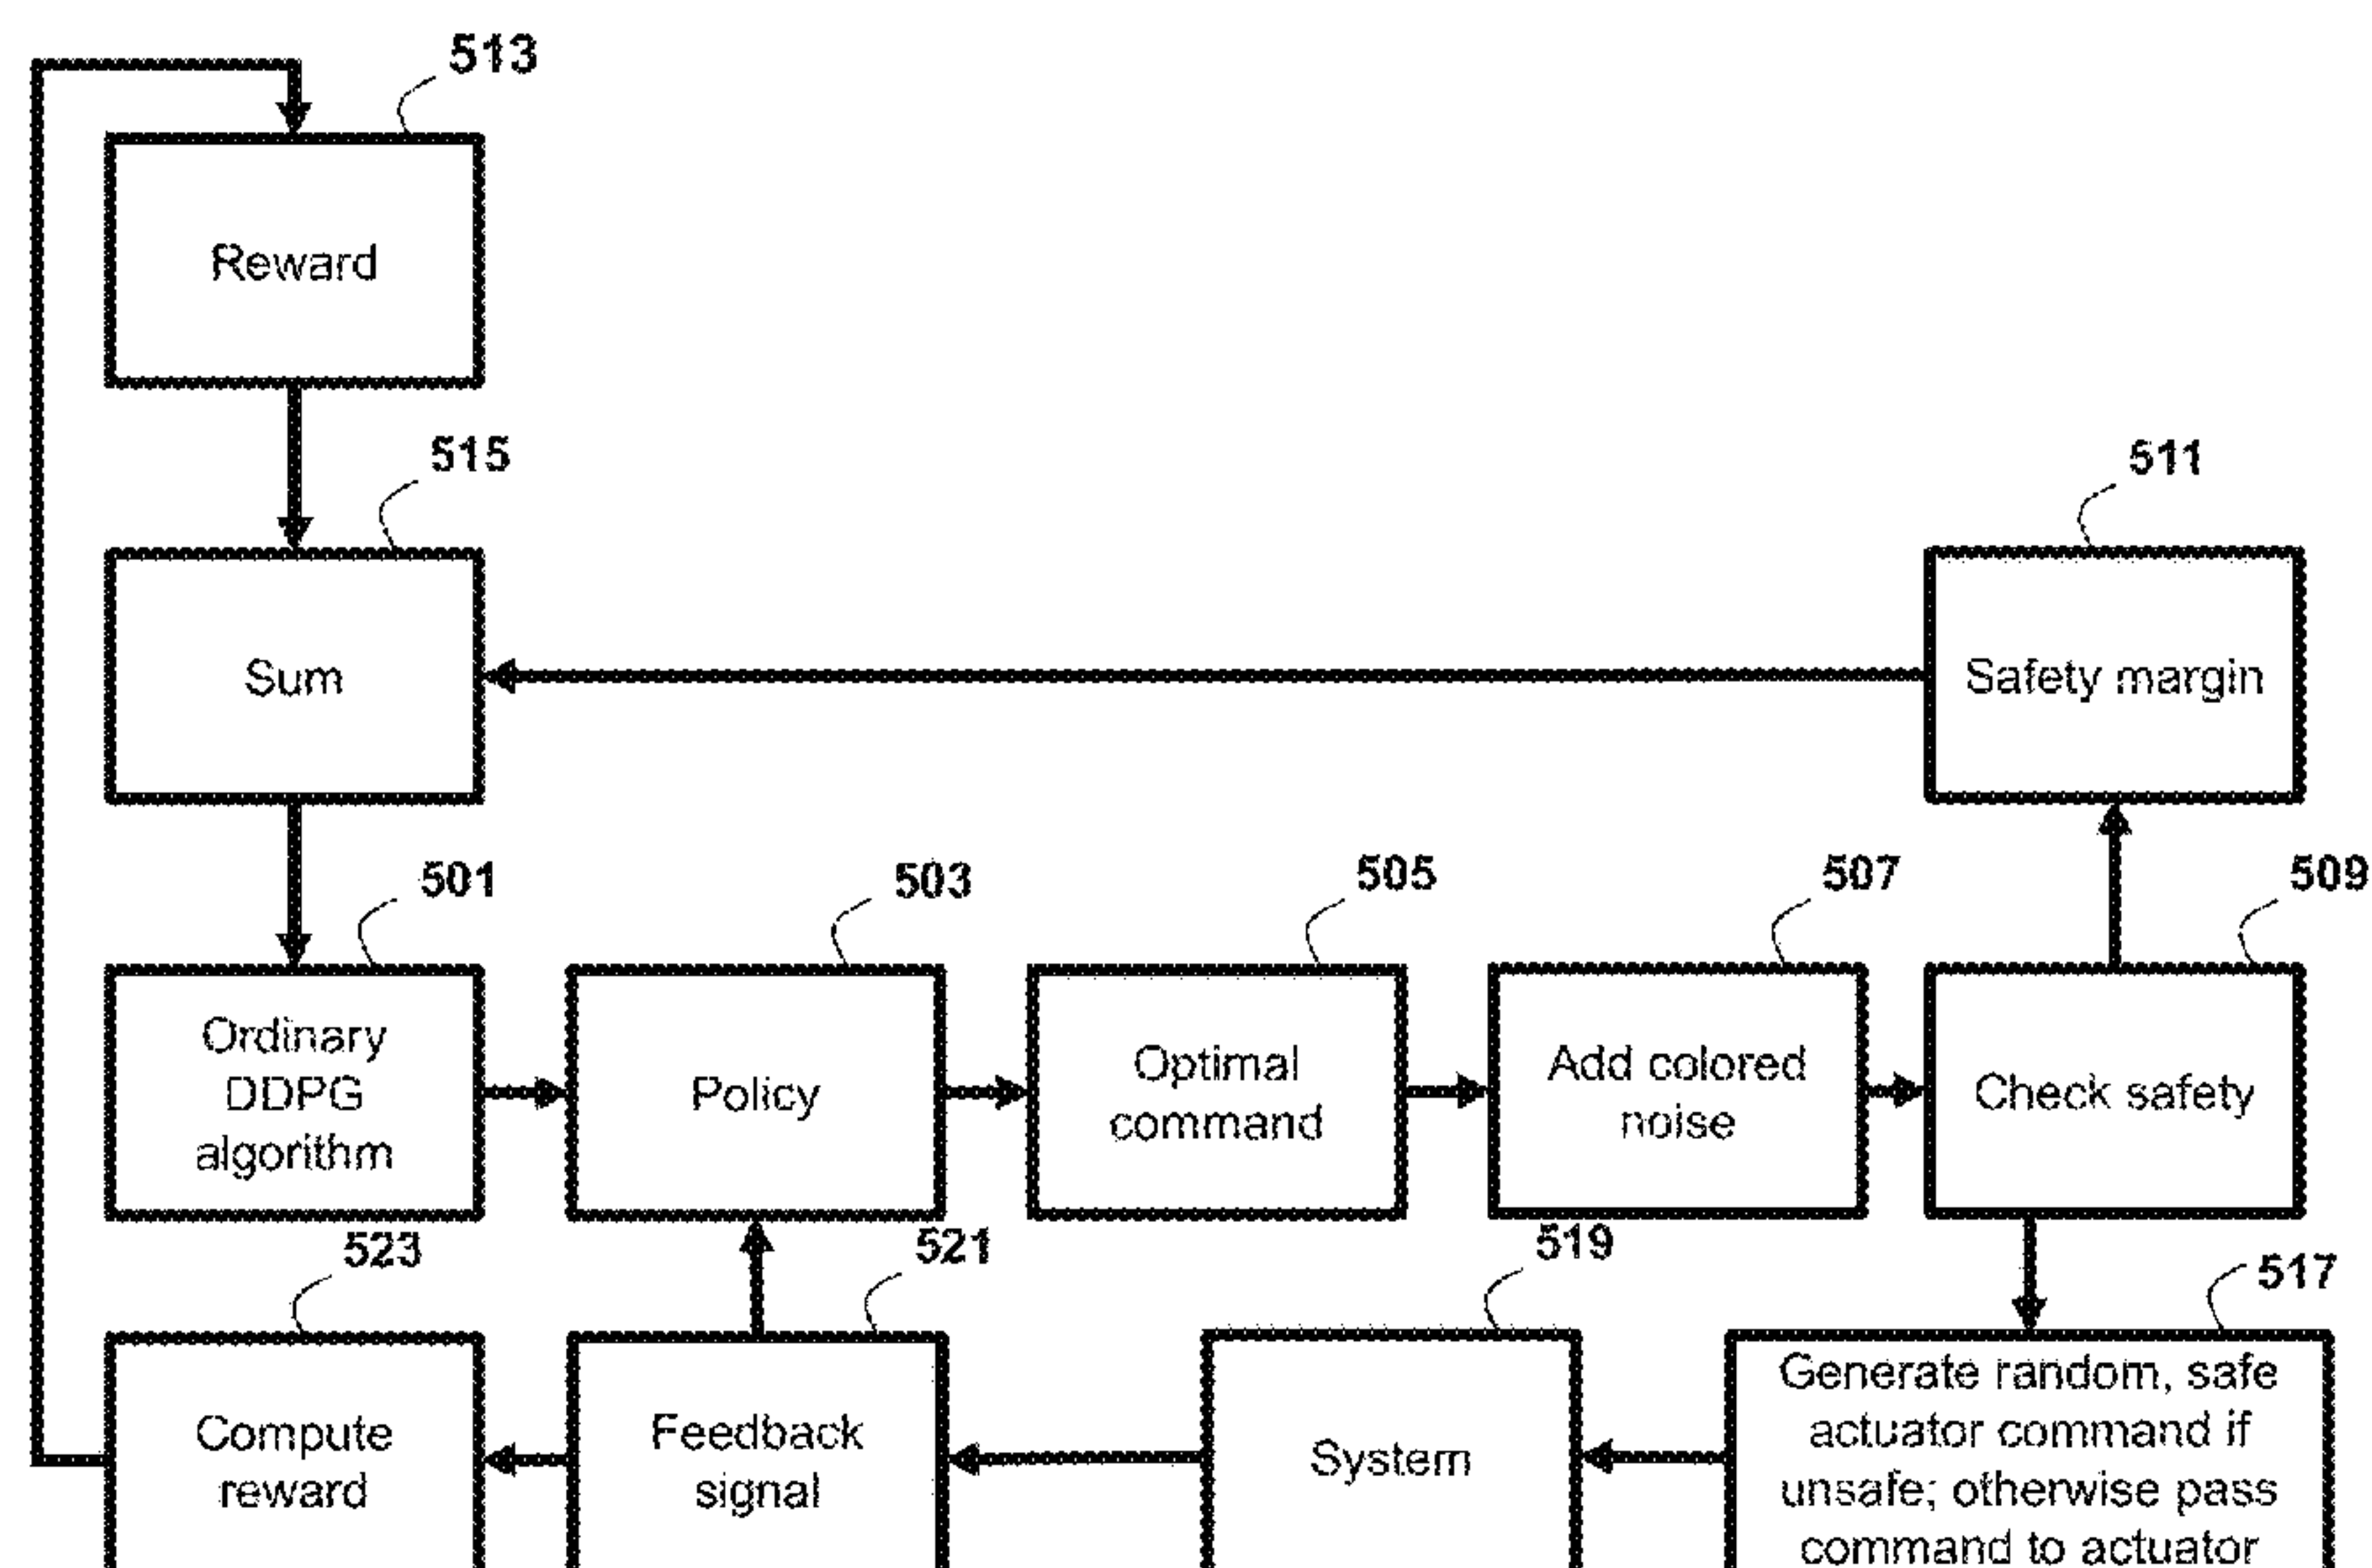 513
Reward
515
511
Sum
Safety margin
501
503
505
507
509
Ordinary
DDPG
algorithm
Policy
Optimal
command
Add colored
noise
Check safety
523
521
519
517
Compute
reward
Feedback
signal
System
Generate random, safe
actuator command if
unsafe; otherwise pass
command to actuator